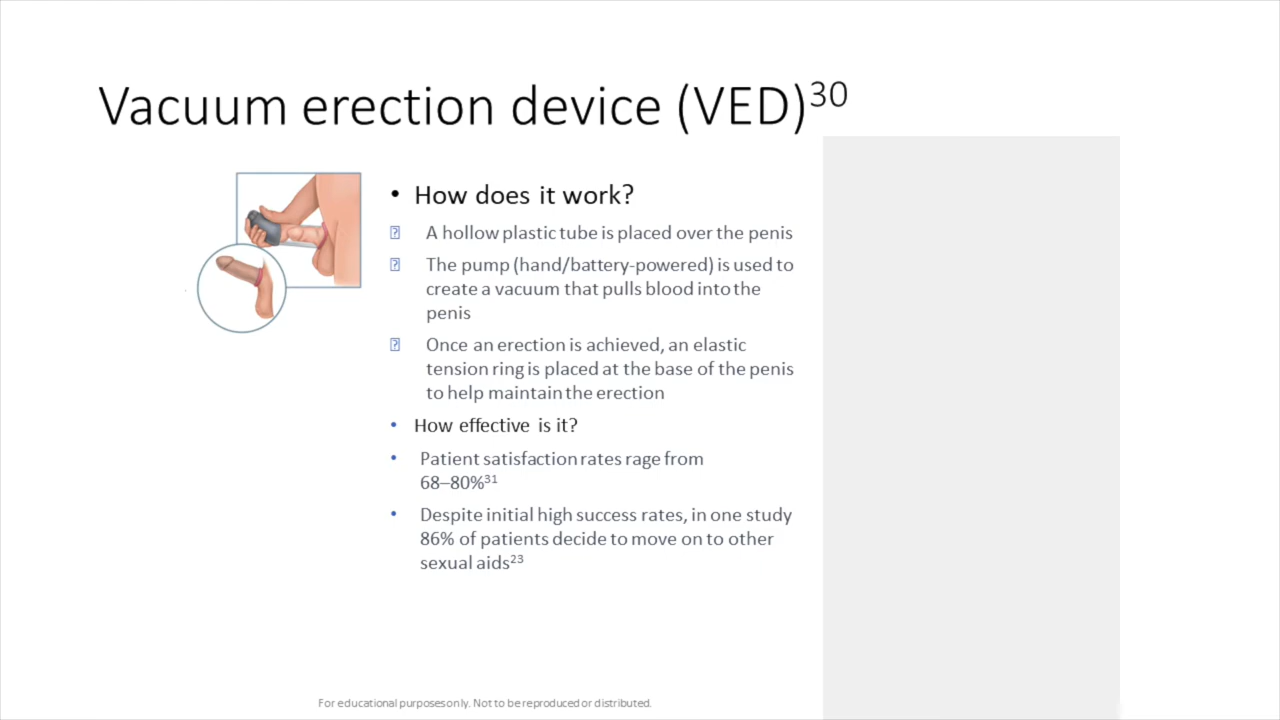 Vacuum erection device (VED)30
• How does it work?
A hollow plastic tube is placed over the penis
The pump (hand/battery-powered) is used to
create a vacuum that pulls blood into the
penis
Once an erection is achieved, an elastic
tension ring is placed at the base of the penis
to help maintain the erection
• How effective is it?
• Patient satisfaction rates rage from
68–80%31
• Despite initial high success rates, in one study
86% of patients decide to move on to other
sexual aids23
For educational purposes only. Not to be reproduced or distributed.